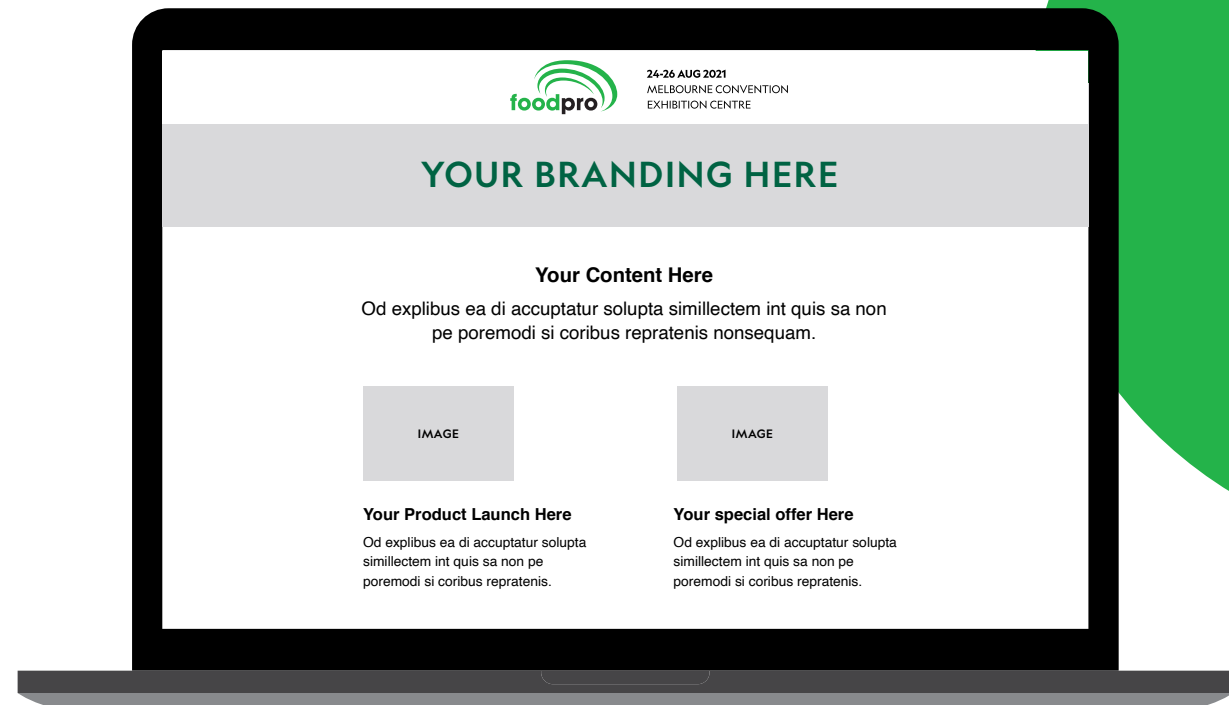 foodpro
24-26 AUG 2021
MELBOURNE CONVENTION
EXHIBITION CENTRE
YOUR BRANDING HERE
Your Content Here
Od explibus ea di accuptatur solupta simillectem int quis sa non
pe poremodi si coribus repratenis nonsequam.
IMAGE
IMAGE
Your Product Launch Here
Od explibus ea di accuptatur solupta
simillectem int quis sa non pe
poremodi si coribus repratenis.
Your special offer Here
Od explibus ea di accuptatur solupta
simillectem int quis sa non pe
poremodi si coribus repratenis.